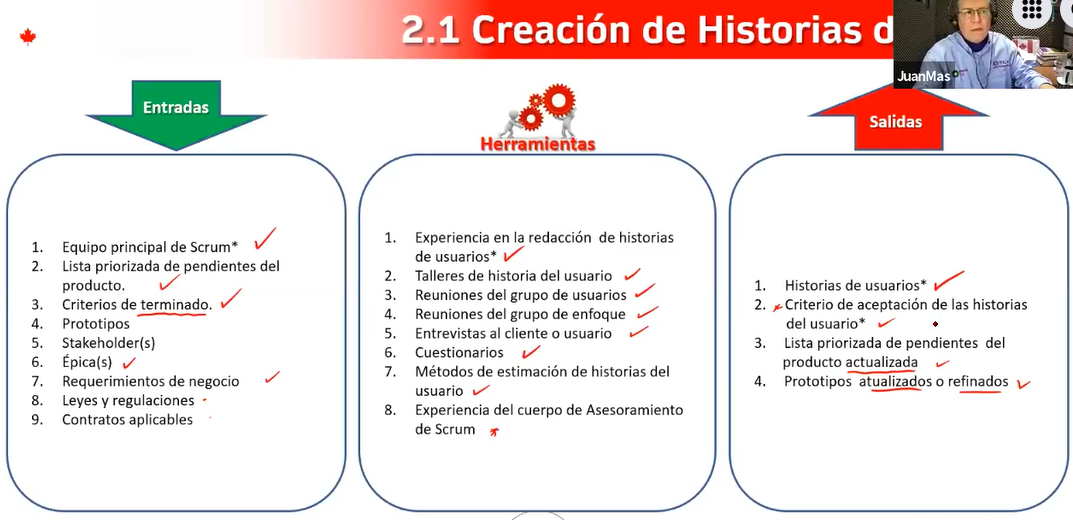 2.1 Creación de Historias d
JuanMas
Entradas
1. Equipo principal de Scrum*
2. Lista priorizada de pendientes del
producto.
3. Criterios de terminado.
4. Prototipos
5. Stakeholder(s)
6. Épica(s)
7. Requerimientos de negocio
8. Leyes y regulaciones
9. Contratos aplicables
Herramientas
1. Experiencia en la redacción de historias
de usuarios*
2. Talleres de historia del usuario
3. Reuniones del grupo de usuarios
4. Reuniones del grupo de enfoque
5. Entrevistas al cliente o usuario
6. Cuestionarios
7. Métodos de estimación de historias del
usuario
8. Experiencia del cuerpo de Asesoramiento
de Scrum
Salidas
1. Historias de usuarios*
2. Criterio de aceptación de las historias
del usuario*
3. Lista priorizada de pendientes del
producto actualizada
4. Prototipos atualizados o refinados